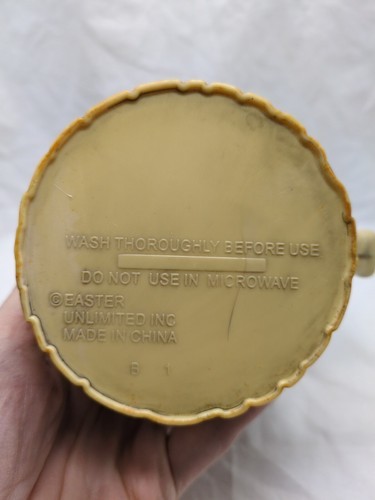 WASH THOROUGHLY BEFORE USE
DO NOT USE IN MICROWAVE
©EASTER
UNLIMITED INC
MADE IN CHINA
B 1